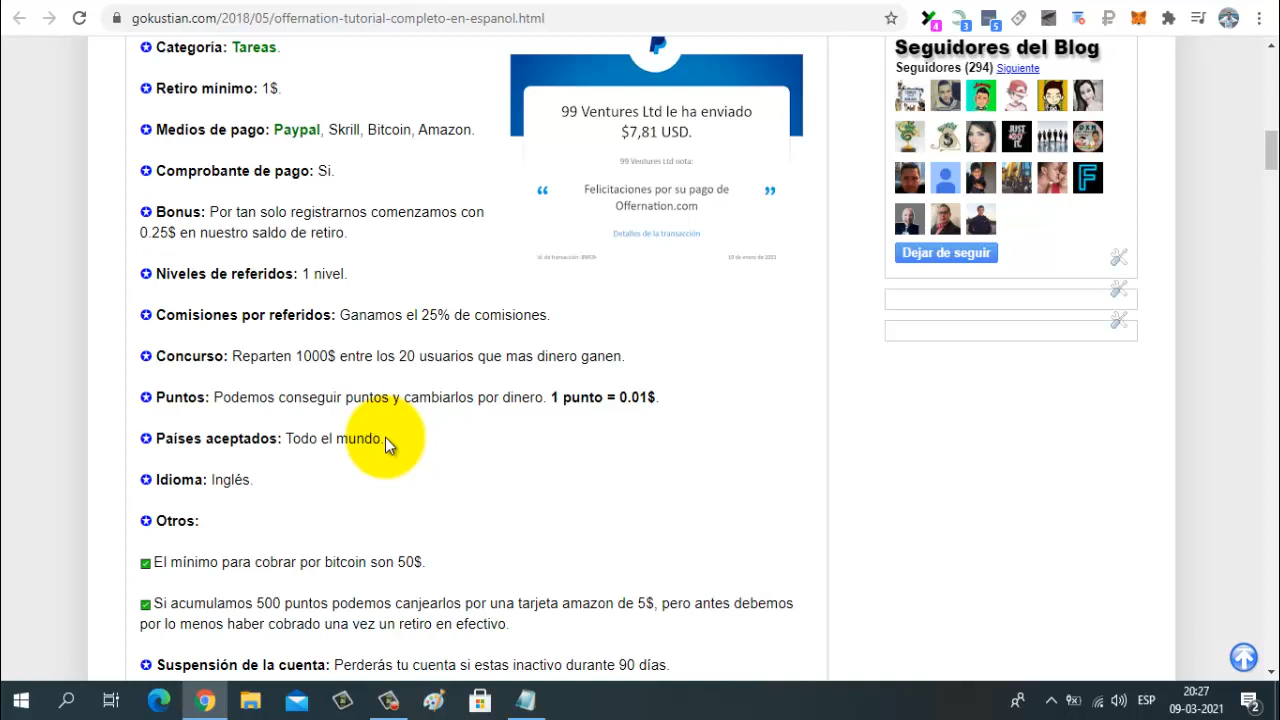 gokustian.com/2018/05/offernation-tutorial-completo-en-espanol.html
4
3
5
Categoría: Tareas.
Retiro mínimo: 1$.
Medios de pago: Paypal, Skrill, Bitcoin, Amazon.
Comprobante de pago: Si.
Bonus: Por tan solo registrarnos comenzamos con
0.25$ en nuestro saldo de retiro.
Niveles de referidos: 1 nivel.
Comisiones por referidos: Ganamos el 25% de comisiones.
Concurso: Reparten 1000$ entre los 20 usuarios que mas dinero ganen.
Puntos: Podemos conseguir puntos y cambiarlos por dinero. 1 punto = 0.01$.
Países aceptados: Todo el mundo.
Idioma: Inglés.
Otros:
El mínimo para cobrar por bitcoin son 50$.
Si acumulamos 500 puntos podemos canjearlos por una tarjeta amazon de 5$, pero antes debemos
por lo menos haber cobrado una vez un retiro en efectivo.
Suspensión de la cuenta: Perderás tu cuenta si estas inactivo durante 90 días.
99 Ventures Ltd le ha enviado
$7,81 USD.
99 Ventures Ltd nota:
“ Felicitaciones por su pago de ”
Offernation.com
Detalles de la transacción
Seguidores del Blog
Seguidores (294) Siguiente
JUST
DO
IT.
F
Dejar de seguir
ESP
20:27
09-03-2021
2